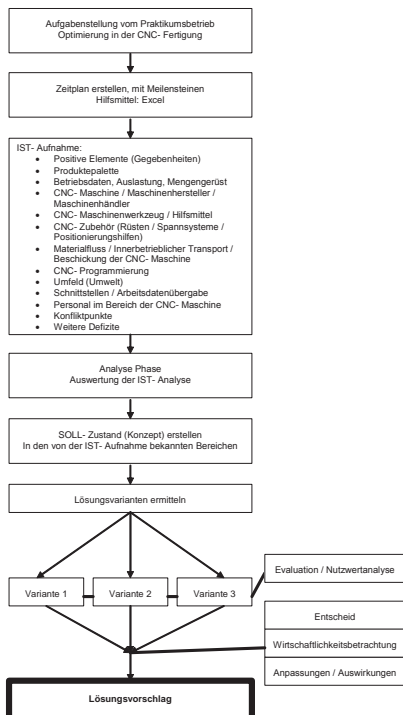 Aufgabenstellung vom Praktikumsbetrieb
Optimierung in der CNC- Fertigung
Zeitplan erstellen, mit Meilensteinen
Hilfsmittel: Excel
IST- Aufnahme:
• Positive Elemente (Gegebenheiten)
• Produktepalette
• Betriebsdaten, Auslastung, Mengengerüst
• CNC- Maschine / Maschinenhersteller /
Maschinenhändler
• CNC- Maschinenwerkzeug / Hilfsmittel
• CNC- Zubehör (Rüsten / Spannsysteme /
Positionierungshilfen)
• Materialfluss / Innerbetrieblicher Transport /
Beschickung der CNC- Maschine
• CNC- Programmierung
• Umfeld (Umwelt)
• Schnittstellen / Arbeitsdatenübergabe
• Personal im Bereich der CNC- Maschine
• Konfliktpunkte
• Weitere Defizite
Analyse Phase
Auswertung der IST- Analyse
SOLL- Zustand (Konzept) erstellen
In den von der IST- Aufnahme bekannten Bereichen
Lösungsvarianten ermitteln
Variante 1
Variante 2
Variante 3
Evaluation / Nutzwertanalyse
Entscheid
Wirtschaftlichkeitsbetrachtung
Anpassungen / Auswirkungen
Lösungsvorschlag